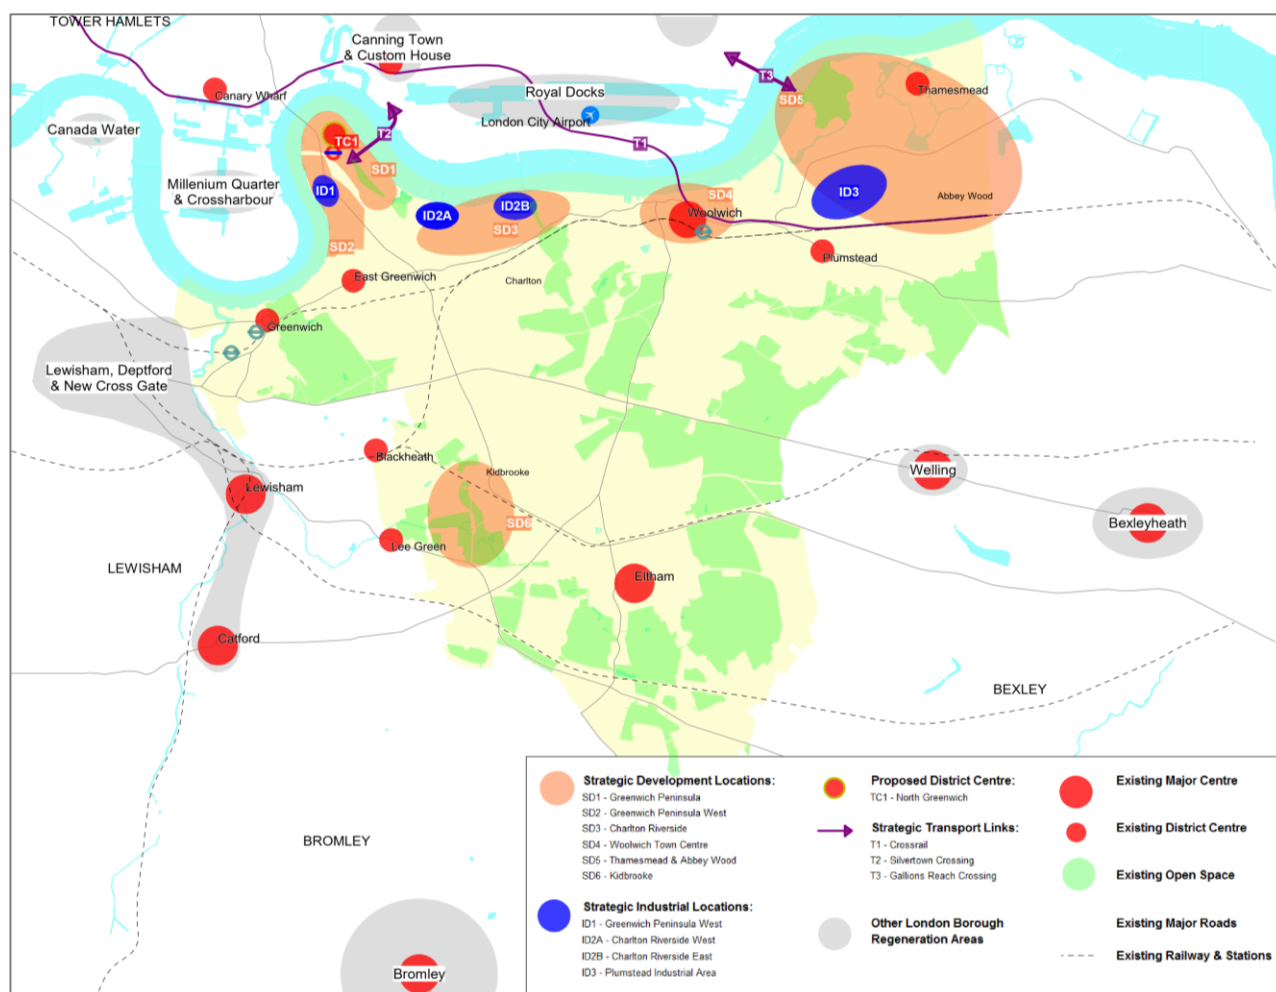 TOWER HAMLETS
Canning Town
& Custom House
T3
Canary Wharf
Royal Docks
SD5
Thamesmead
Canada Water
London City Airport
TC1
T2
T1
SD1
Millenium Quarter
& Crossharbour
ID1
ID2A
ID2B
SD3
SD4
Woolwich
ID3
Abbey Wood
SD2
East Greenwich
Charlton
Plumstead
Greenwich
Lewisham, Deptford
& New Cross Gate
Blackheath
Kidbrooke
Welling
Lewisham
SD6
Bexleyheath
Lee Green
LEWISHAM
Eltham
Catford
BEXLEY
BROMLEY
Bromley
Strategic Development Locations:
SD1 - Greenwich Peninsula
SD2 - Greenwich Peninsula West
SD3 - Charlton Riverside
SD4 - Woolwich Town Centre
SD5 - Thamesmead & Abbey Wood
SD6 - Kidbrooke
Strategic Industrial Locations:
ID1 - Greenwich Peninsula West
ID2A - Charlton Riverside West
ID2B - Charlton Riverside East
ID3 - Plumstead Industrial Area
Proposed District Centre:
TC1 - North Greenwich
Strategic Transport Links:
T1 - Crossrail
T2 - Silvertown Crossing
T3 - Gallions Reach Crossing
Other London Borough
Regeneration Areas
Existing Major Centre
Existing District Centre
Existing Open Space
Existing Major Roads
Existing Railway & Stations